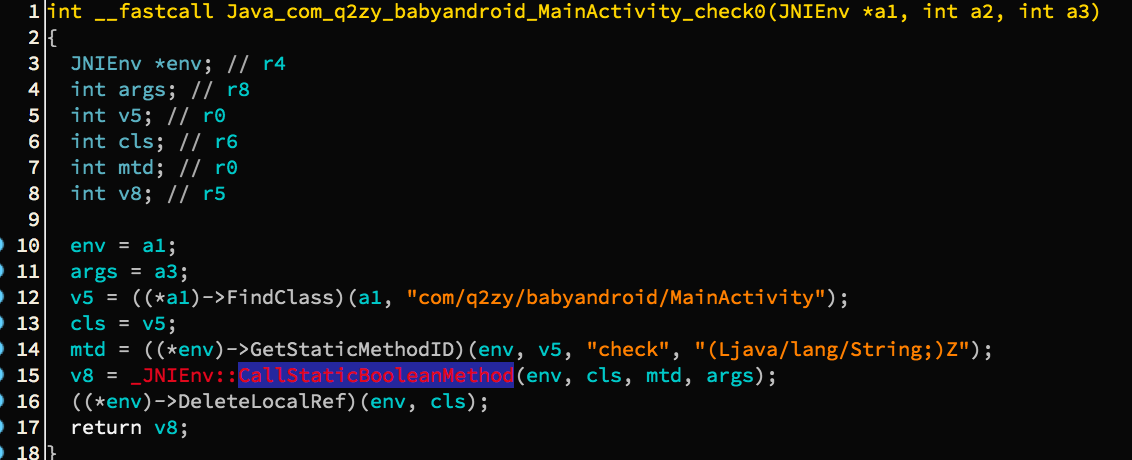 1 int __fastcall Java_com_q2zy_babyandroid_MainActivity_check0(JNIEnv *a1, int a2, int a3)
2 {
3 JNIEnv *env; // r4
4 int args; // r8
5 int v5; // r0
6 int cls; // r6
7 int mtd; // r0
8 int v8; // r5
9
10 env = a1;
11 args = a3;
12 v5 = ((*a1)->FindClass)(a1, "com/q2zy/babyandroid/MainActivity");
13 cls = v5;
14 mtd = ((*env)->GetStaticMethodID)(env, v5, "check", "(Ljava/lang/String;)Z");
15 v8 = _JNIEnv::CallStaticBooleanMethod(env, cls, mtd, args);
16 ((*env)->DeleteLocalRef)(env, cls);
17 return v8;
18 }